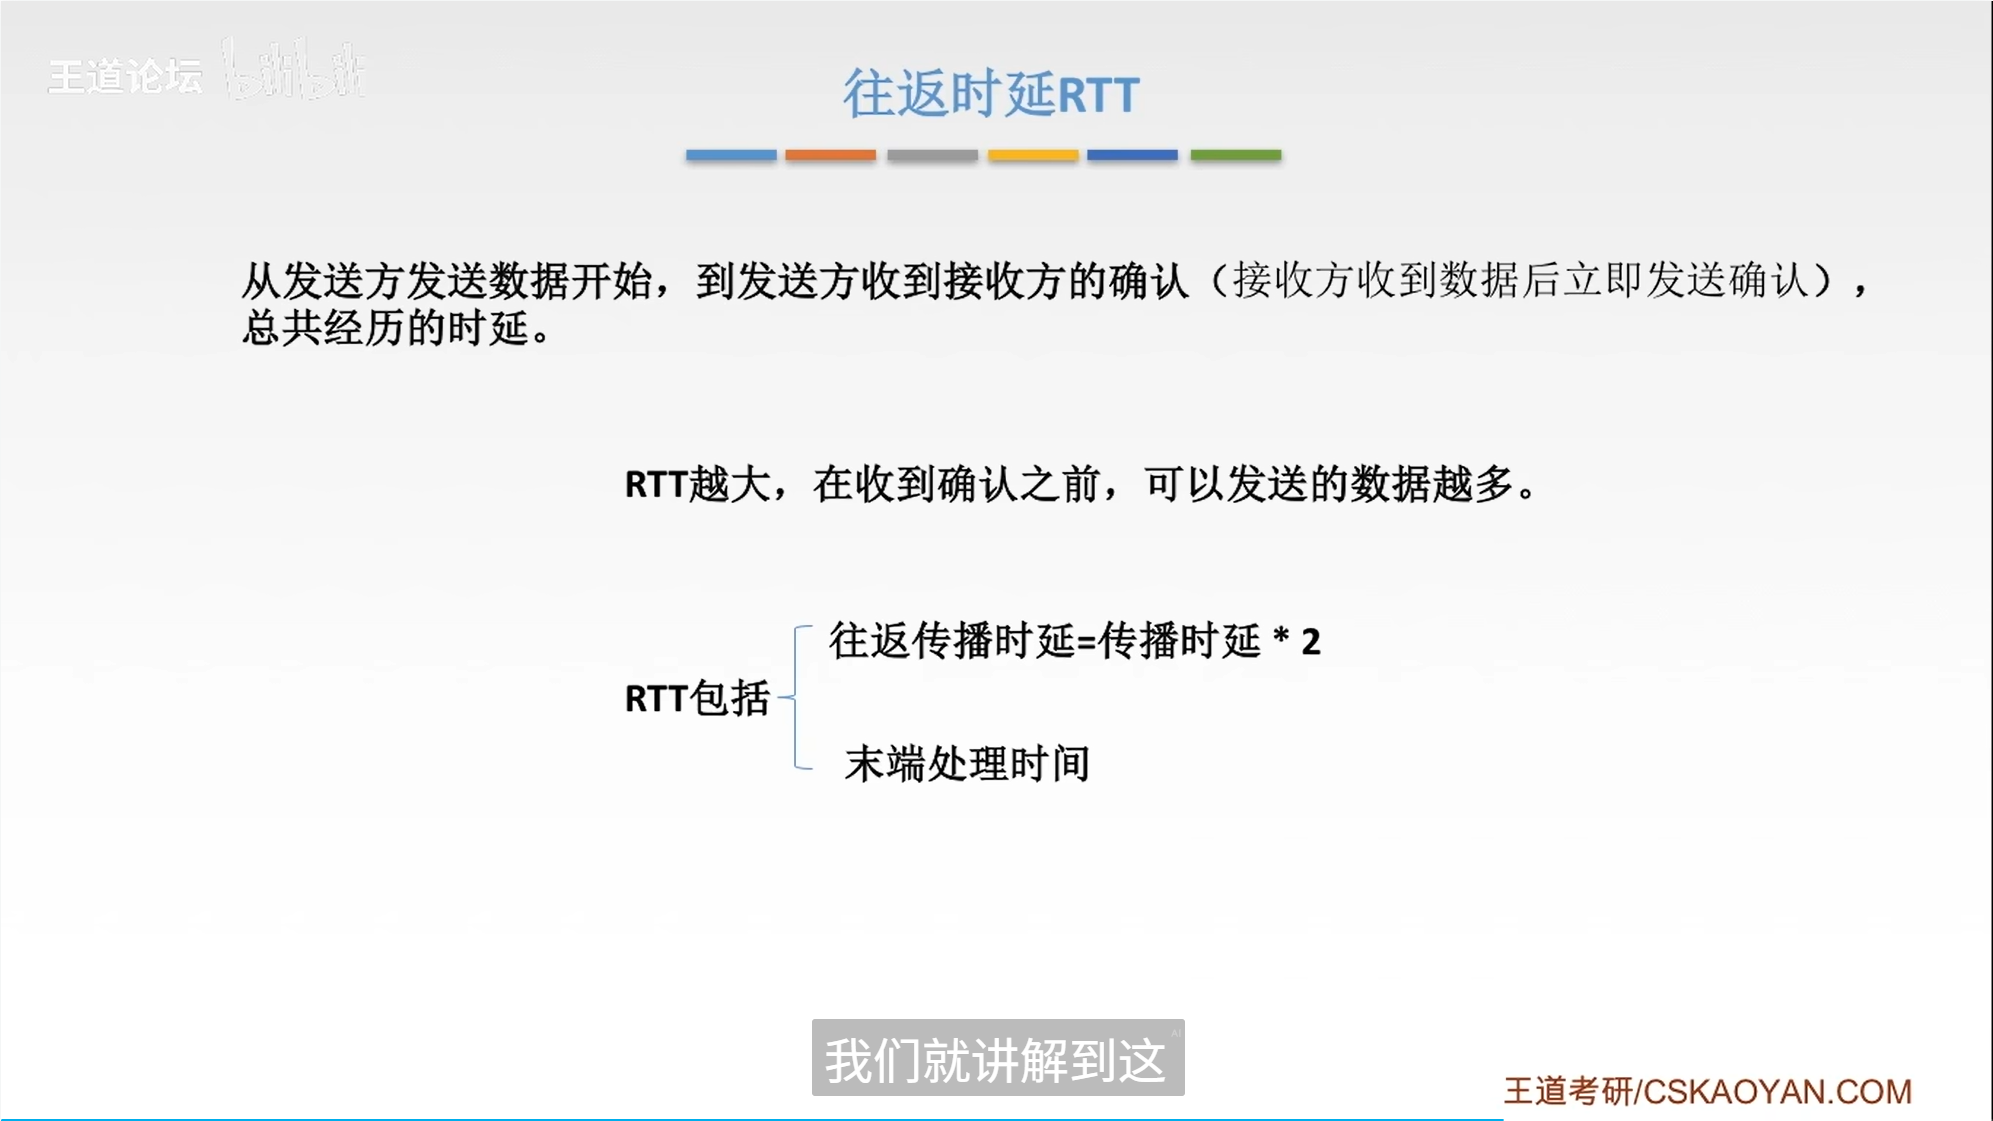 王道论坛 bilibili
往返时延RTT
从发送方发送数据开始，到发送方收到接收方的确认（接收方收到数据后立即发送确认），
总共经历的时延。
RTT越大，在收到确认之前，可以发送的数据越多。
往返传播时延=传播时延 * 2
RTT包括
末端处理时间
AI
我们就讲解到这
王道考研/CSKAOYAN.COM